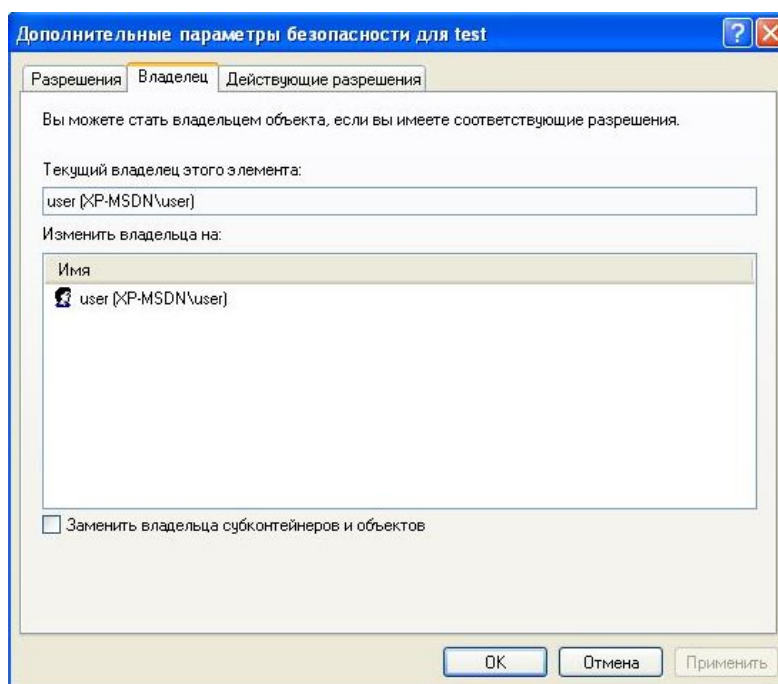 Дополнительные параметры безопасности для test
Разрешения Владелец Действующие разрешения
Вы можете стать владельцем объекта, если вы имеете соответствующие разрешения.
Текущий владелец этого элемента:
user (XP-MSDN\user)
Изменить владельца на:
Имя
user (XP-MSDN\user)
Заменить владельца субконтейнеров и объектов
OK Отмена Применить